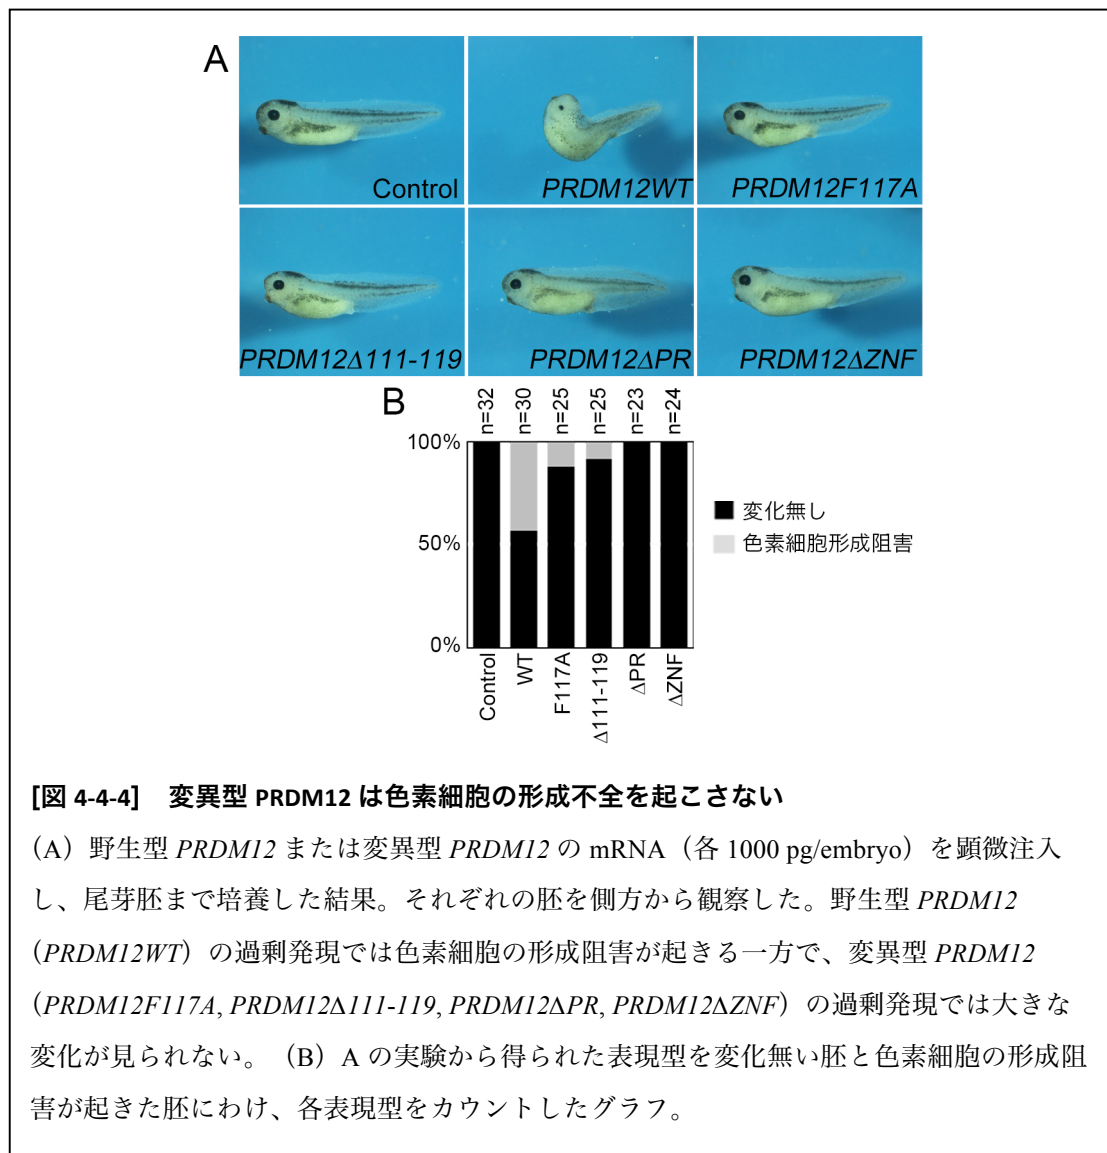 A
Control
PRDM12WT
PRDM12F117A
PRDM12Δ111-119
PRDM12ΔPR
PRDM12ΔZNF
B
n=32
n=30
n=25
n=25
n=23
n=24
100%
50%
0%
変化無し
色素細胞形成阻害
Control
WT
F117A
Δ111-119
ΔPR
ΔZNF
[図 4-4-4] 変異型 PRDM12 は色素細胞の形成不全を起こさない
(A)野生型 PRDM12 または変異型 PRDM12 の mRNA(各 1000 pg/embryo)を顕微注入
し、尾芽胚まで培養した結果。それぞれの胚を側方から観察した。野生型 PRDM12
(PRDM12WT)の過剰発現では色素細胞の形成阻害が起きる一方で、変異型 PRDM12
(PRDM12F117A, PRDM12Δ111-119, PRDM12ΔPR, PRDM12ΔZNF)の過剰発現では大きな
変化が見られない。(B)A の実験から得られた表現型を変化無い胚と色素細胞の形成阻
害が起きた胚にわけ、各表現型をカウントしたグラフ。